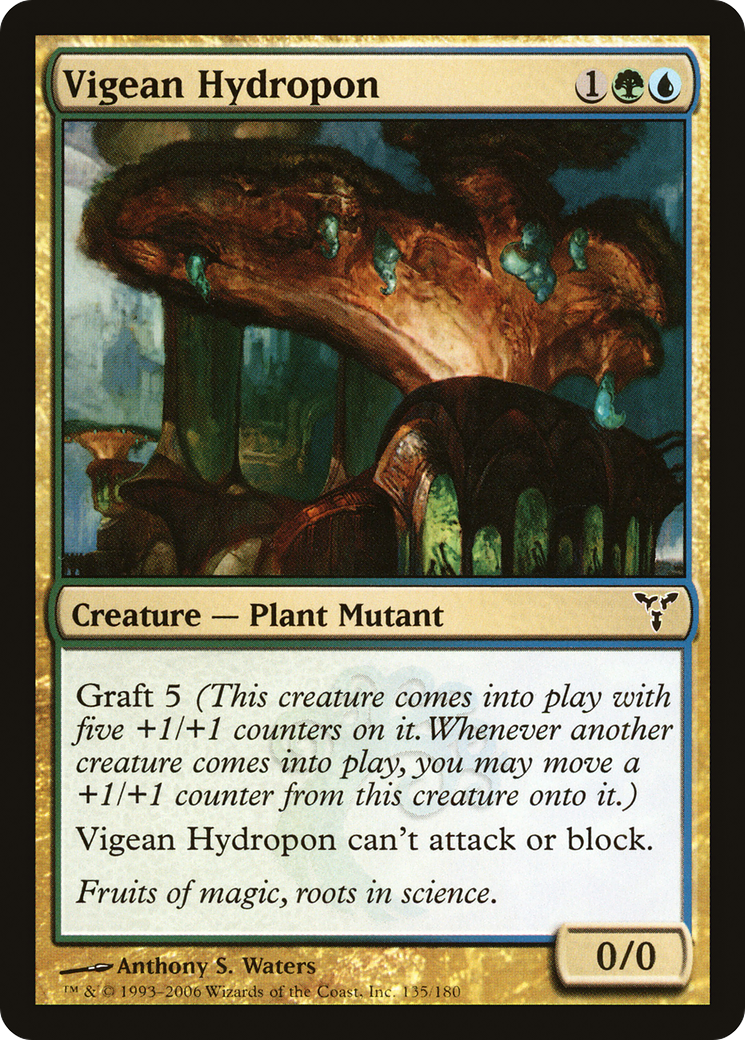 Vigean Hydropon 1
Creature — Plant Mutant
Graft 5 (This creature comes into play with
five +1/+1 counters on it. Whenever another
creature comes into play, you may move a
+1/+1 counter from this creature onto it.)
Vigean Hydropon can't attack or block.
Fruits of magic, roots in science.
0/0
Anthony S. Waters
™ & © 1993–2006 Wizards of the Coast, Inc. 135/180